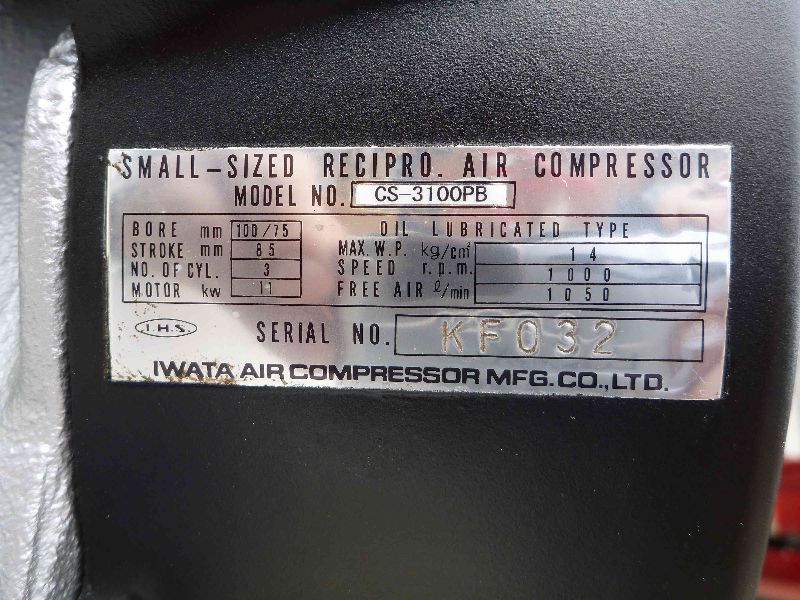 SMALL-SIZED RECIPRO. AIR COMPRESSOR
MODEL NO. CS-3100PB
BORE mm 100/75
STROKE mm 85
NO. OF CYL. 3
MOTOR kw 11
OIL LUBRICATED TYPE
MAX. W.P. kg/cm² 14
SPEED r.p.m. 1000
FREE AIR ℓ/min 1050
I.H.S
SERIAL NO. KF032
IWATA AIR COMPRESSOR MFG. CO., LTD.